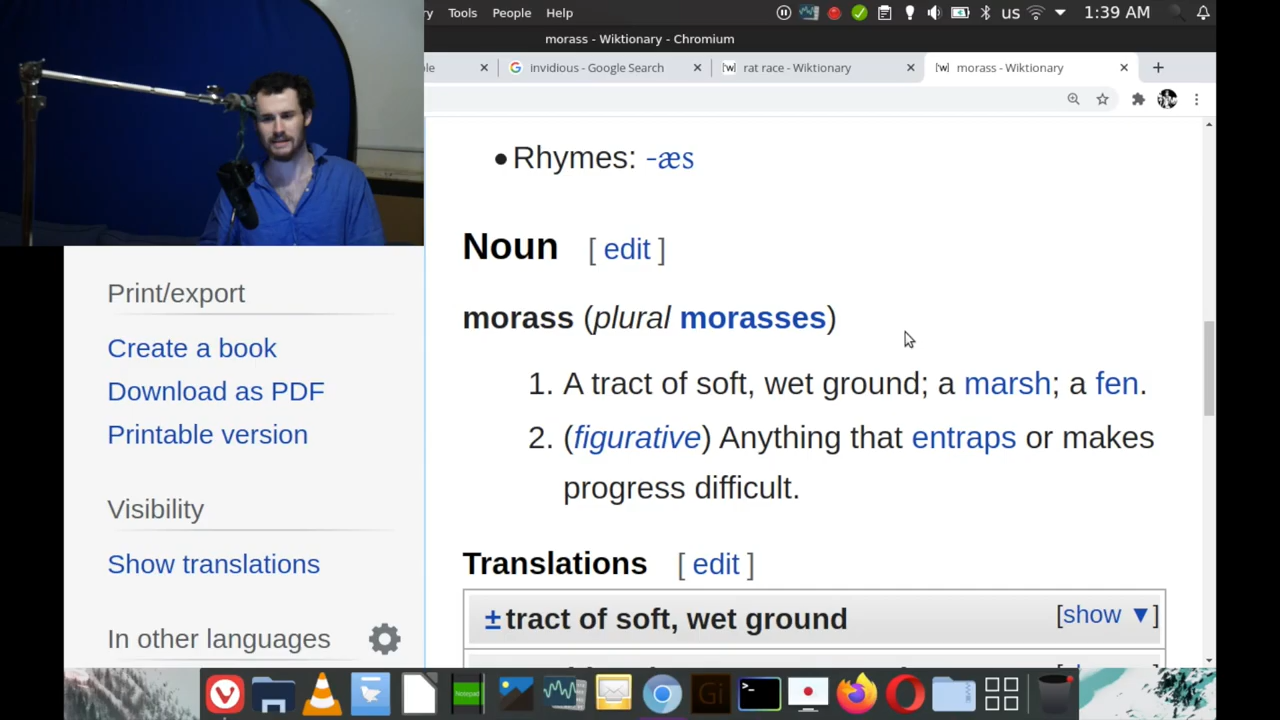 Tools People Help
us 1:39 AM
morass - Wiktionary - Chromium
invidious - Google Search
rat race - Wiktionary
morass - Wiktionary
• Rhymes: -æs
Noun [ edit ]
morass (plural morasses)
1. A tract of soft, wet ground; a marsh; a fen.
2. (figurative) Anything that entraps or makes
progress difficult.
Translations [ edit ]
± tract of soft, wet ground [show ▼]
Print/export
Create a book
Download as PDF
Printable version
Visibility
Show translations
In other languages
Notepad
Gi